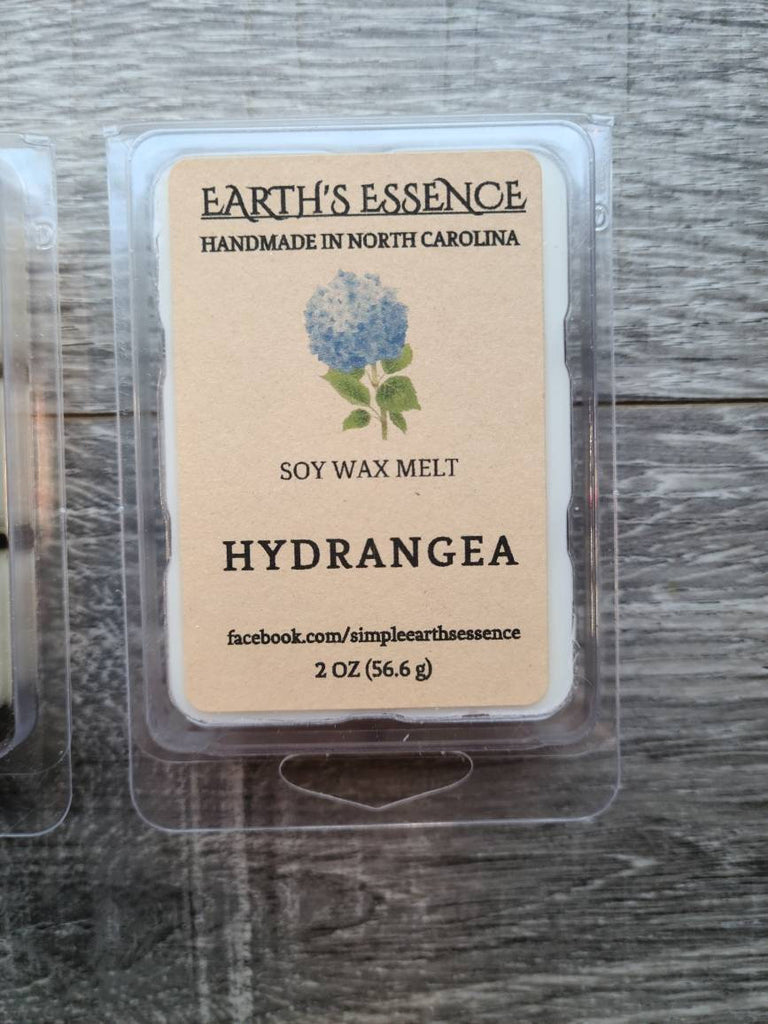 EARTH'S ESSENCE
HANDMADE IN NORTH CAROLINA
SOY WAX MELT
HYDRANGEA
facebook.com/simpleearthsessence
2 OZ (56.6 g)